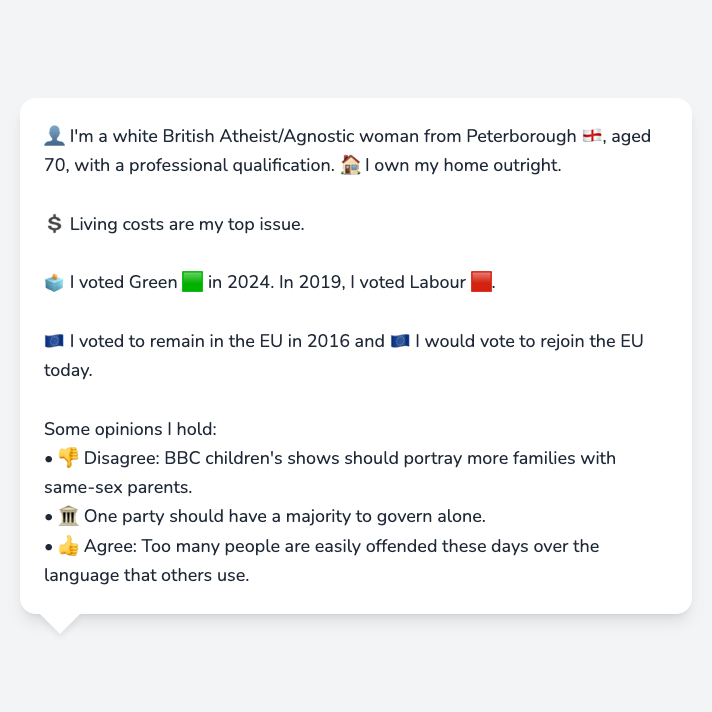 👤 I'm a white British Atheist/Agnostic woman from Peterborough 🏴󠁧󠁢󠁥󠁮󠁧󠁿, aged
70, with a professional qualification. 🏠 I own my home outright.
💲 Living costs are my top issue.
🗳️ I voted Green 🟩 in 2024. In 2019, I voted Labour 🟥.
🇪🇺 I voted to remain in the EU in 2016 and 🇪🇺 I would vote to rejoin the EU
today.
Some opinions I hold:
• 👎 Disagree: BBC children's shows should portray more families with
same-sex parents.
• 🏛️ One party should have a majority to govern alone.
• 👍 Agree: Too many people are easily offended these days over the
language that others use.